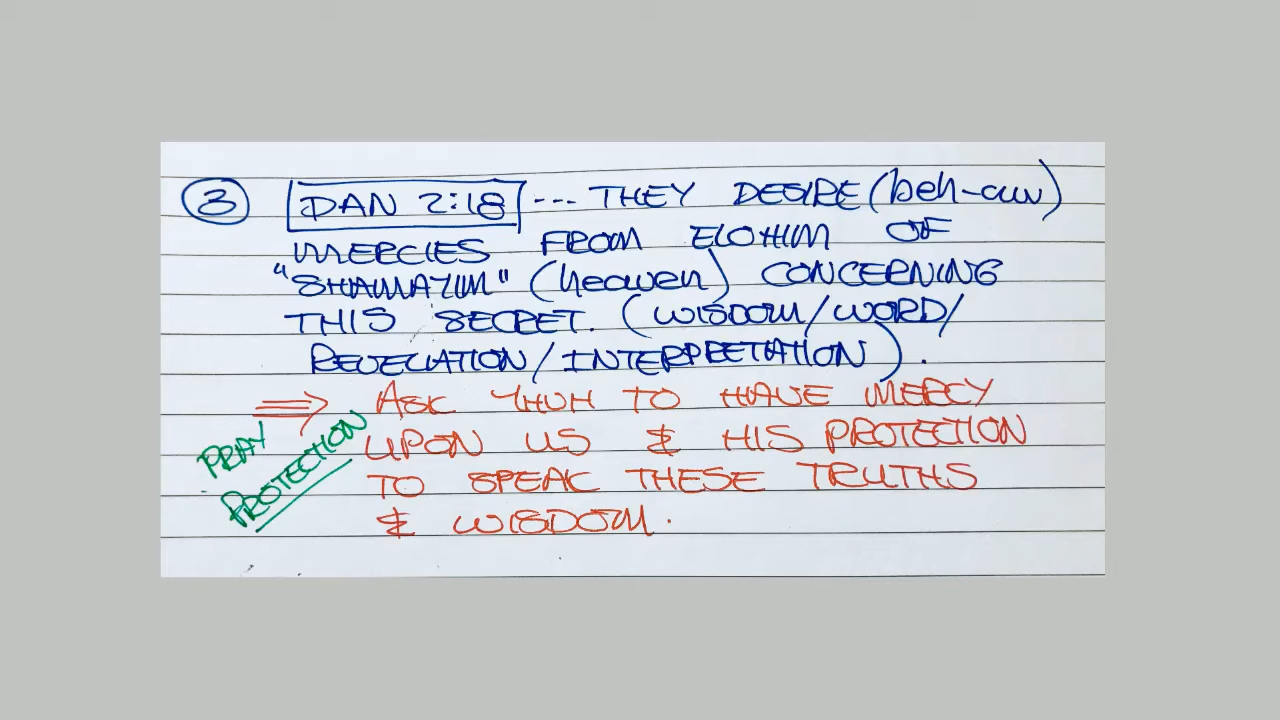 ③ DAN 2:18 --- THEY DESIRE (beh-aw)
MERCIES FROM ELOHIM OF
"SHAMAYIM" (heaven) CONCERNING
THIS SECRET. (WISDOM/WORD/
REVELATION/INTERPRETATION).
⇒ ASK YHUH TO HAVE MERCY
UPON US & HIS PROTECTION
TO SPEAK THESE TRUTHS
& WISDOM.
PRAY
PROTECTION